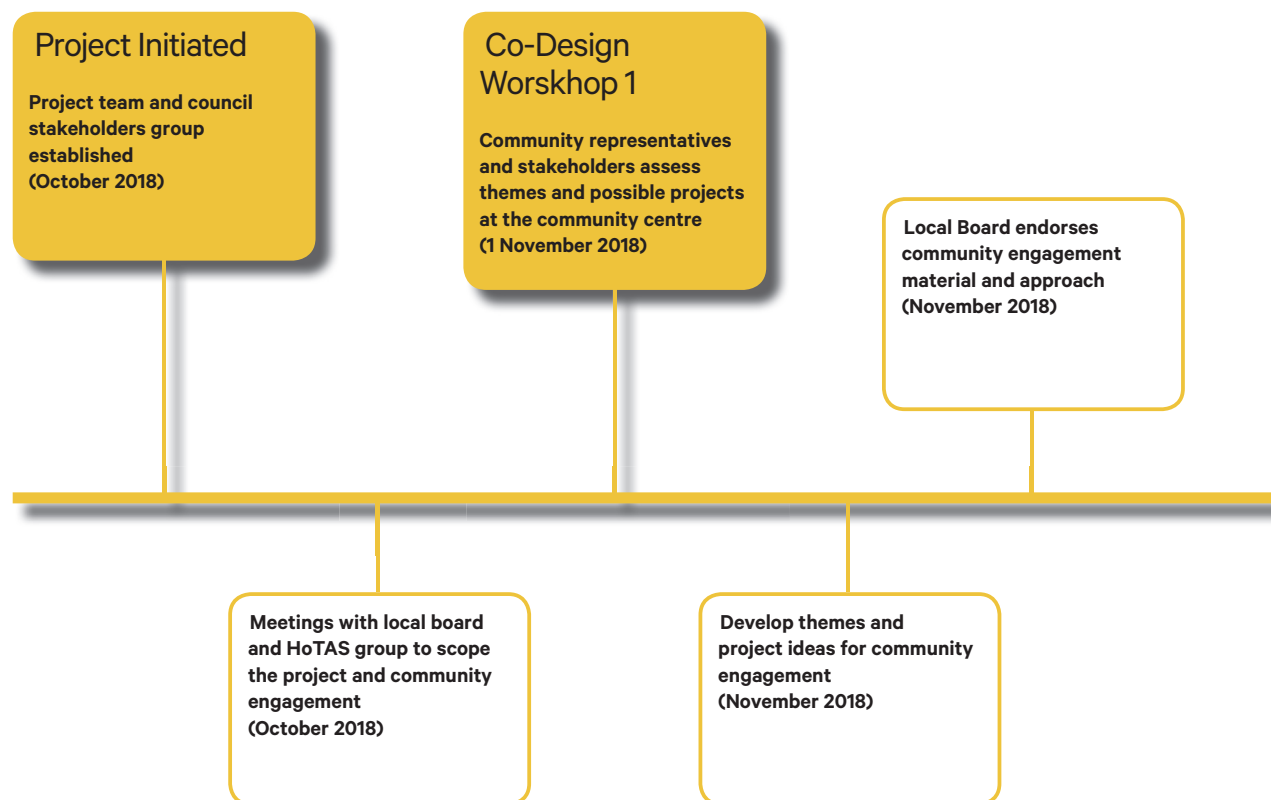 Project Initiated
Project team and council
stakeholders group
established
(October 2018)
Co-Design
Worskhop 1
Community representatives
and stakeholders assess
themes and possible projects
at the community centre
(1 November 2018)
Local Board endorses
community engagement
material and approach
(November 2018)
Meetings with local board
and HoTAS group to scope
the project and community
engagement
(October 2018)
Develop themes and
project ideas for community
engagement
(November 2018)